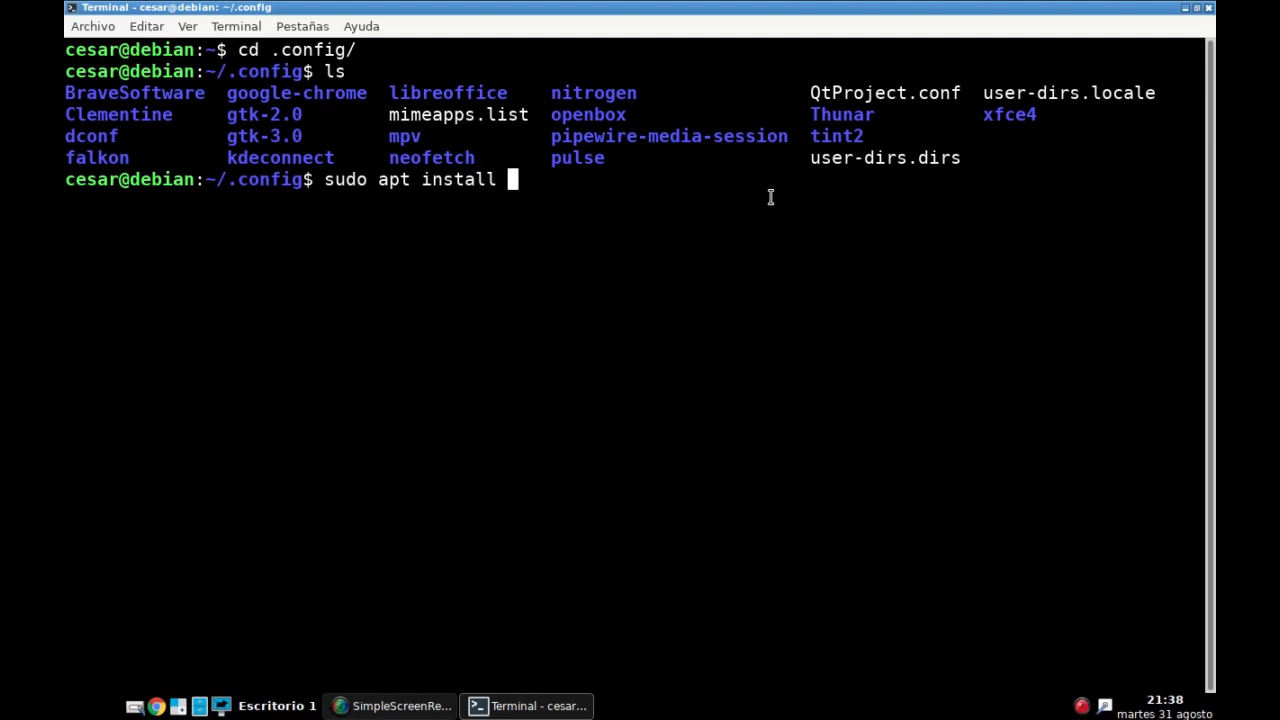 Terminal - cesar@debian: ~/.config
Archivo Editar Ver Terminal Pestañas Ayuda
cesar@debian:~$ cd .config/
cesar@debian:~/.config$ ls
BraveSoftware google-chrome libreoffice nitrogen QtProject.conf user-dirs.locale
Clementine gtk-2.0 mimeapps.list openbox Thunar xfce4
dconf gtk-3.0 mpv pipewire-media-session tint2
falkon kdeconnect neofetch pulse user-dirs.dirs
cesar@debian:~/.config$ sudo apt install
Escritorio 1 SimpleScreenRe... Terminal - cesar... 21:38
martes 31 agosto